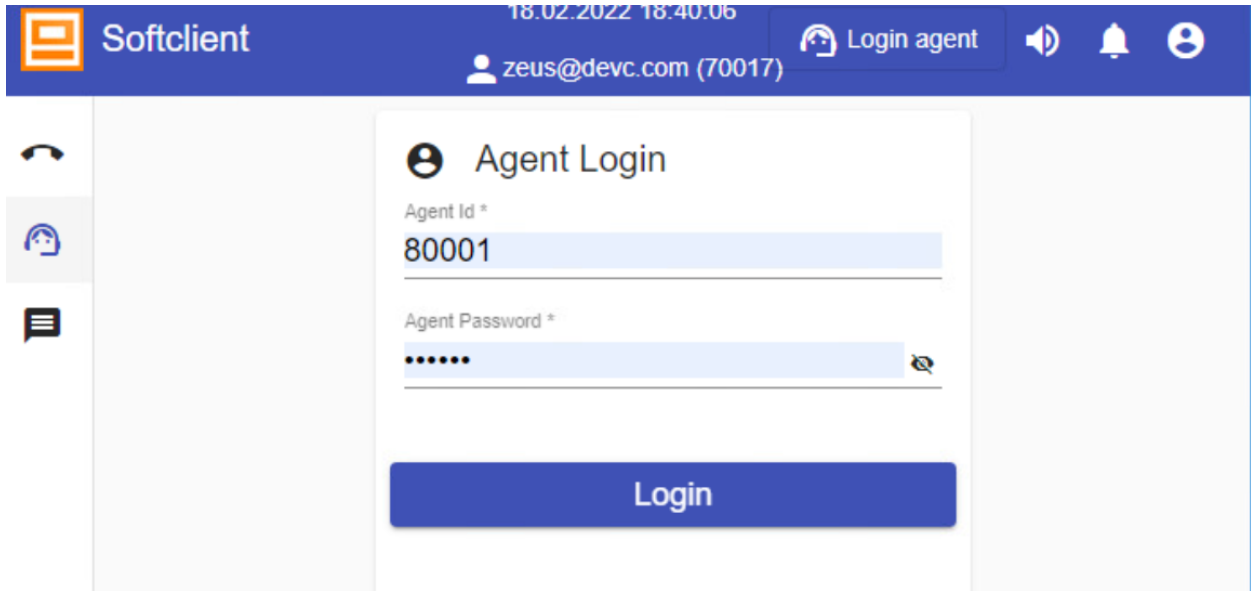 Softclient
18.02.2022 18:40:06
zeus@devc.com (70017)
Login agent
Agent Login
Agent Id *
80001
Agent Password *
••••••
Login